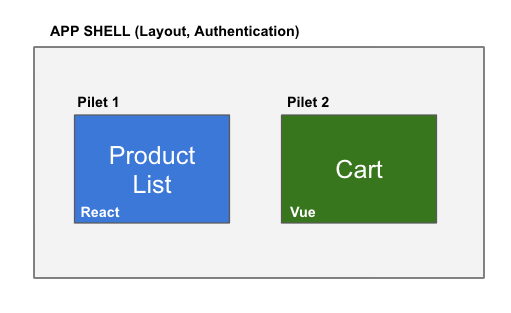 APP SHELL (Layout, Authentication)
Pilet 1
Pilet 2
Product
List
React
Cart
Vue